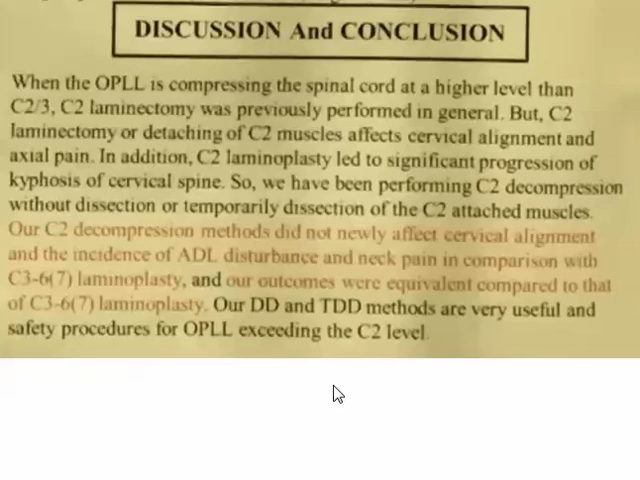 DISCUSSION And CONCLUSION
When the OPLL is compressing the spinal cord at a higher level than
C2/3, C2 laminectomy was previously performed in general. But, C2
laminectomy or detaching of C2 muscles affects cervical alignment and
axial pain. In addition, C2 laminoplasty led to significant progression of
kyphosis of cervical spine. So, we have been performing C2 decompression
without dissection or temporarily dissection of the C2 attached muscles.
Our C2 decompression methods did not newly affect cervical alignment
and the incidence of ADL disturbance and neck pain in comparison with
C3-6(7) laminoplasty, and our outcomes were equivalent compared to that
of C3-6(7) laminoplasty. Our DD and TDD methods are very useful and
safety procedures for OPLL exceeding the C2 level.